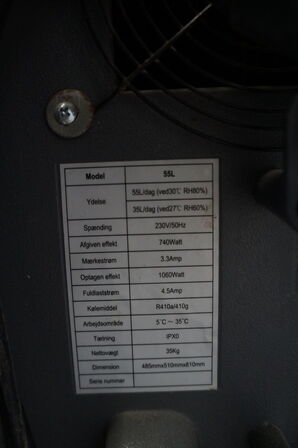 Model 55L
Ydelse 55L/dag (ved30℃ RH80%)
35L/dag (ved27℃ RH60%)
Spænding 230V/50Hz
Afgiven effekt 740Watt
Mærkestrøm 3.3Amp
Optagen effekt 1060Watt
Fuldlaststrøm 4.5Amp
Kølemiddel R410a/410g
Arbejdsområde 5℃ ~ 35℃
Tætning IPX0
Nettovægt 35Kg
Dimension 485mmx510mmx810mm
Serie nummer